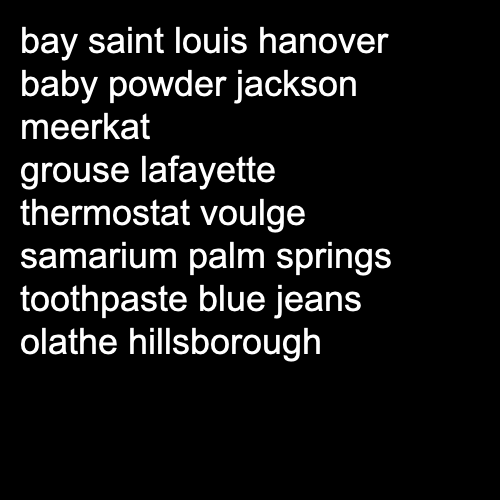 bay saint louis hanover
baby powder jackson
meerkat
grouse lafayette
thermostat voulge
samarium palm springs
toothpaste blue jeans
olathe hillsborough